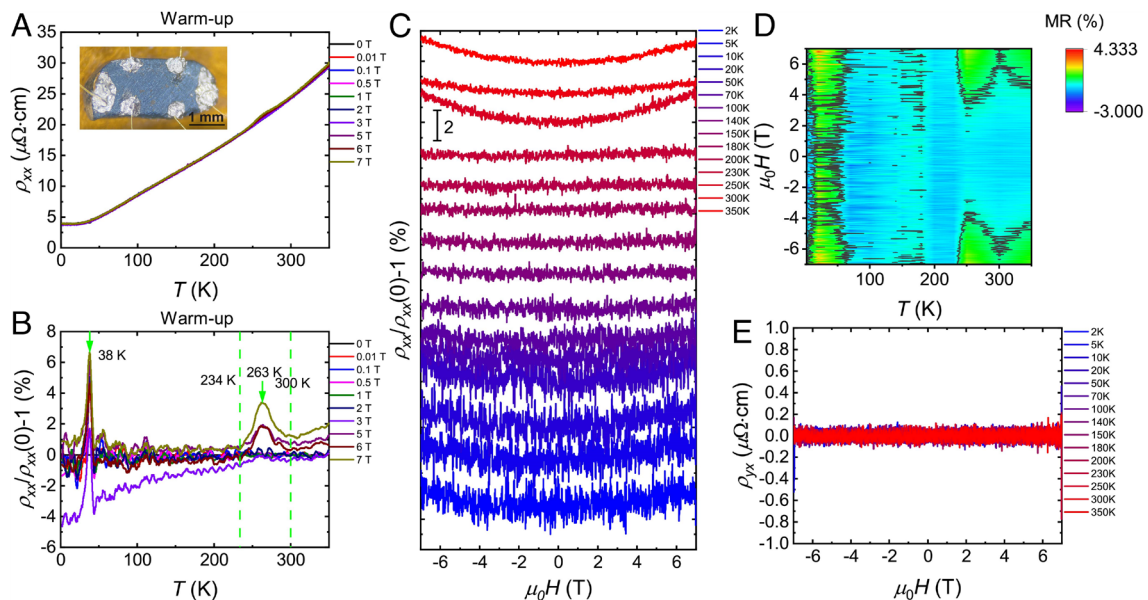 A
Warm-up
35
30
25
20
15
10
5
0
ρxx (μΩ·cm)
1 mm
0 T
0.01 T
0.1 T
0.5 T
1 T
2 T
3 T
5 T
6 T
7 T
0 100 200 300
T (K)
B
Warm-up
8
6
4
2
0
-2
-4
-6
ρxx/ρxx(0)-1 (%)
38 K
234 K
263 K
300 K
0 T
0.01 T
0.1 T
0.5 T
1 T
2 T
3 T
5 T
6 T
7 T
0 100 200 300
T (K)
C
ρxx/ρxx(0)-1 (%)
2
2K
5K
10K
20K
50K
70K
100K
140K
150K
180K
200K
230K
250K
300K
350K
-6 -4 -2 0 2 4 6
μ0H (T)
D
MR (%)
4.333
-3.000
6
4
2
0
-2
-4
-6
μ0H (T)
100 200 300
T (K)
E
1.0
0.8
0.6
0.4
0.2
0.0
-0.2
-0.4
-0.6
-0.8
-1.0
ρyx (μΩ·cm)
2K
5K
10K
20K
50K
70K
100K
140K
150K
180K
200K
230K
250K
300K
350K
-6 -4 -2 0 2 4 6
μ0H (T)